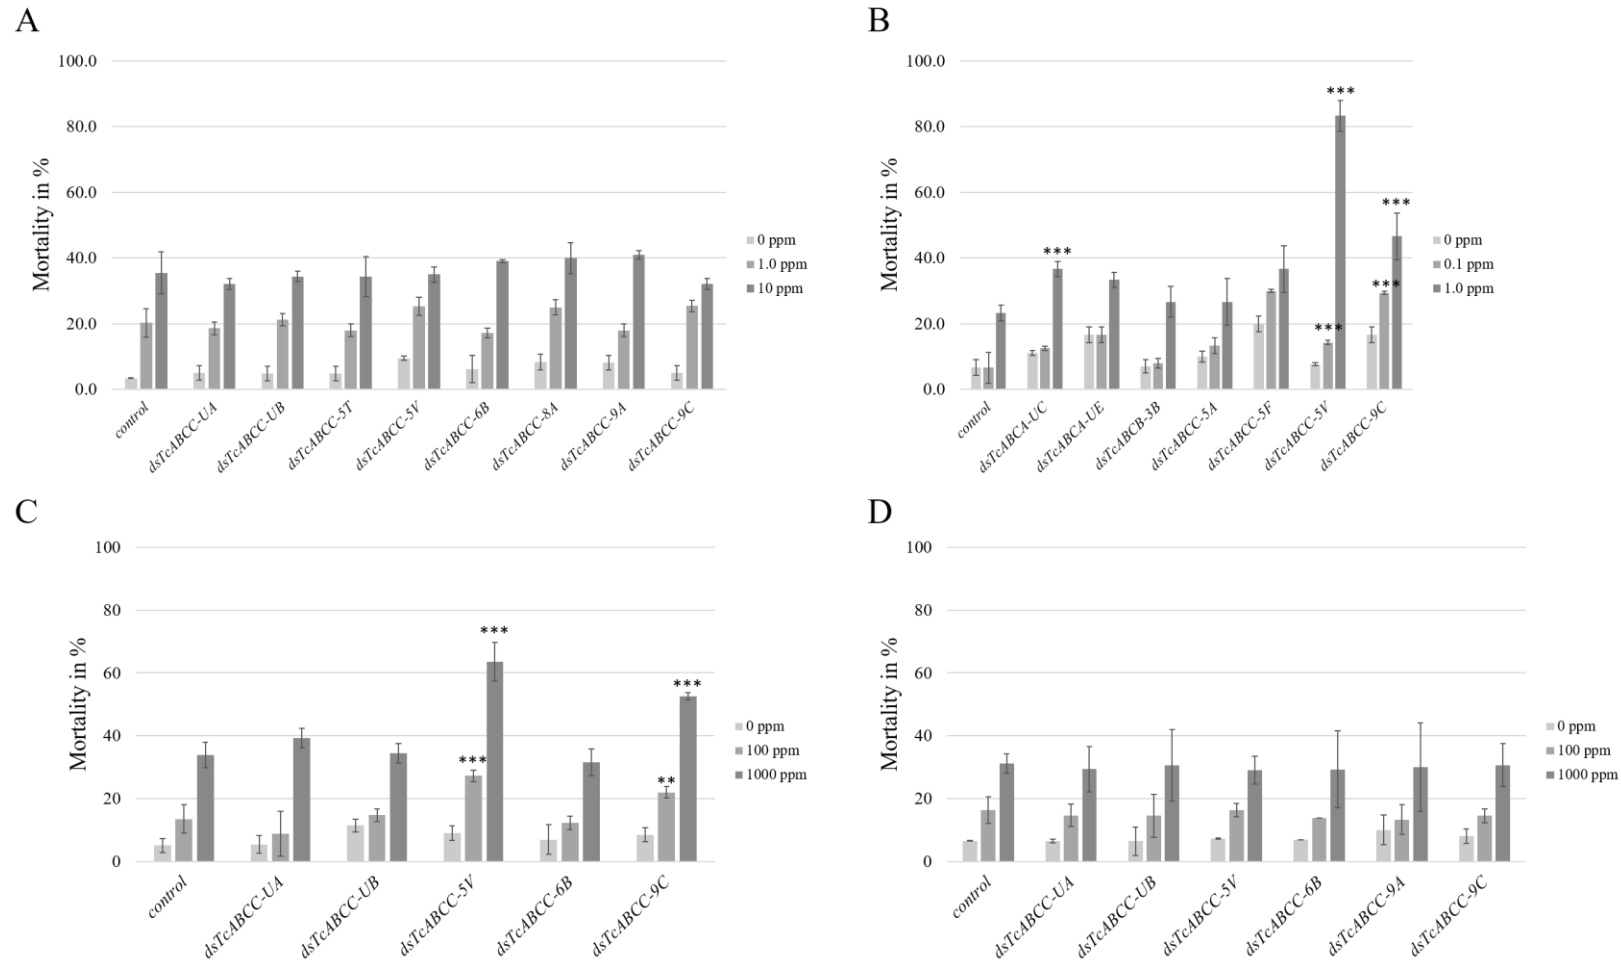 A
Mortality in %
100.0
80.0
60.0
40.0
20.0
0.0
control
dsTcABCC-UA
dsTcABCC-UB
dsTcABCC-5T
dsTcABCC-5V
dsTcABCC-6B
dsTcABCC-8A
dsTcABCC-9A
dsTcABCC-9C
0 ppm
1.0 ppm
10 ppm
B
Mortality in %
100.0
80.0
60.0
40.0
20.0
0.0
***
***
***
***
***
control
dsTcABCA-UC
dsTcABCA-UE
dsTcABCB-3B
dsTcABCC-5A
dsTcABCC-5F
dsTcABCC-5V
dsTcABCC-9C
0 ppm
0.1 ppm
1.0 ppm
C
Mortality in %
100
80
60
40
20
0
***
***
***
**
control
dsTcABCC-UA
dsTcABCC-UB
dsTcABCC-5V
dsTcABCC-6B
dsTcABCC-9C
0 ppm
100 ppm
1000 ppm
D
Mortality in %
100
80
60
40
20
0
control
dsTcABCC-UA
dsTcABCC-UB
dsTcABCC-5V
dsTcABCC-6B
dsTcABCC-9A
dsTcABCC-9C
0 ppm
100 ppm
1000 ppm